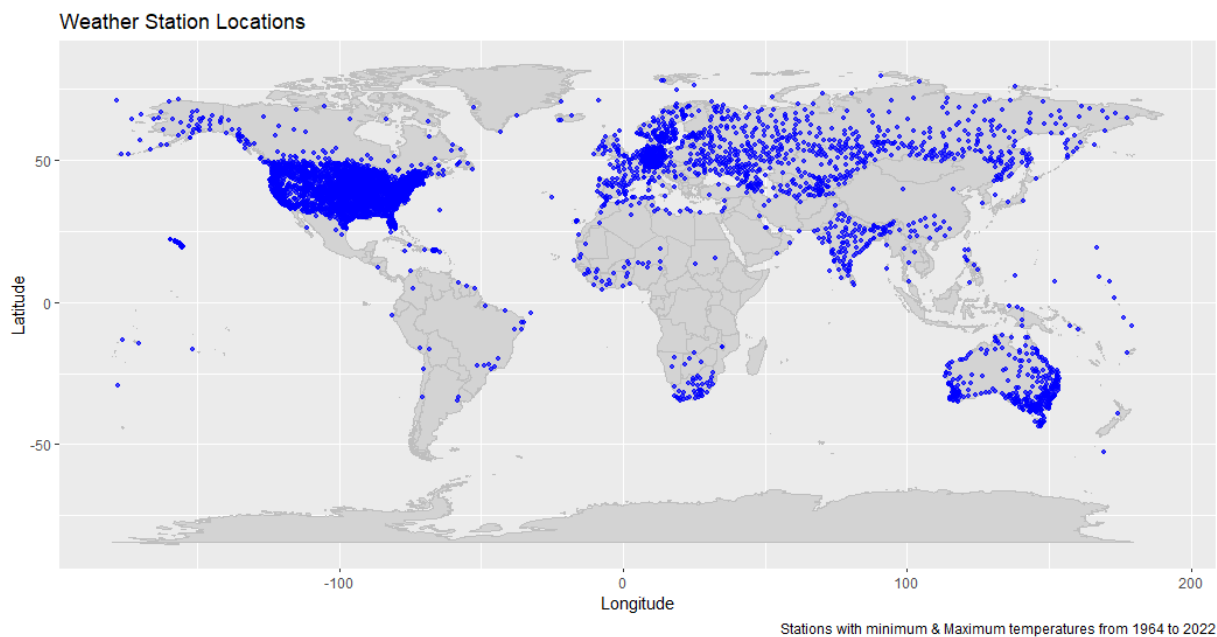 Weather Station Locations
50
0
-50
Latitude
-100
0
100
200
Longitude
Stations with minimum & Maximum temperatures from 1964 to 2022